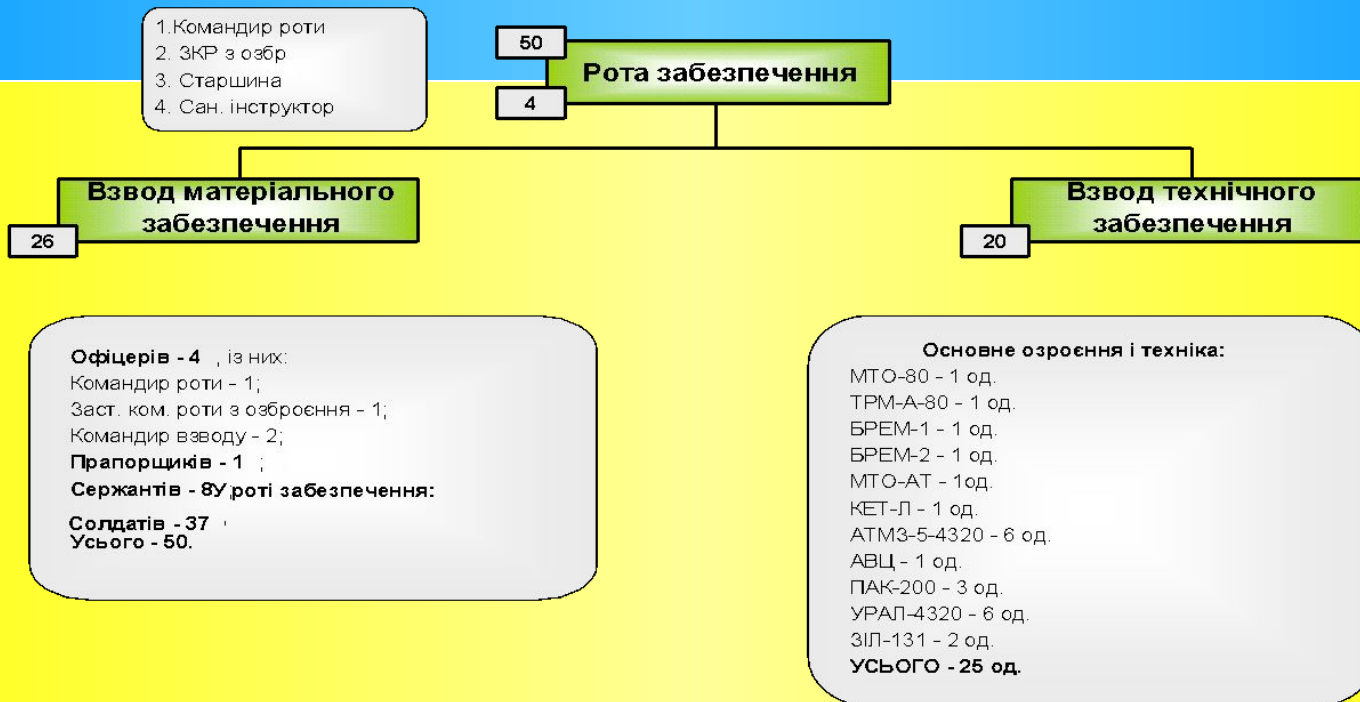 1.Командир роти
2. ЗКР з озбр
3. Старшина
4. Сан. інструктор
50
Рота забезпечення
4
Взвод матеріального
забезпечення
26
Взвод технічного
забезпечення
20
Офіцерів - 4 , із них:
Командир роти - 1;
Заст. ком. роти з озброєння - 1;
Командир взводу - 2;
Прапорщиків - 1 ;
Сержантів - 8У роті забезпечення:
Солдатів - 37
Усього - 50.
Основне озроєння і техніка:
МТО-80 - 1 од.
ТРМ-А-80 - 1 од.
БРЕМ-1 - 1 од.
БРЕМ-2 - 1 од.
МТО-АТ - 1од.
КЕТ-Л - 1 од.
АТМЗ-5-4320 - 6 од.
АВЦ - 1 од.
ПАК-200 - 3 од.
УРАЛ-4320 - 6 од.
ЗІЛ-131 - 2 од.
УСЬОГО - 25 од.